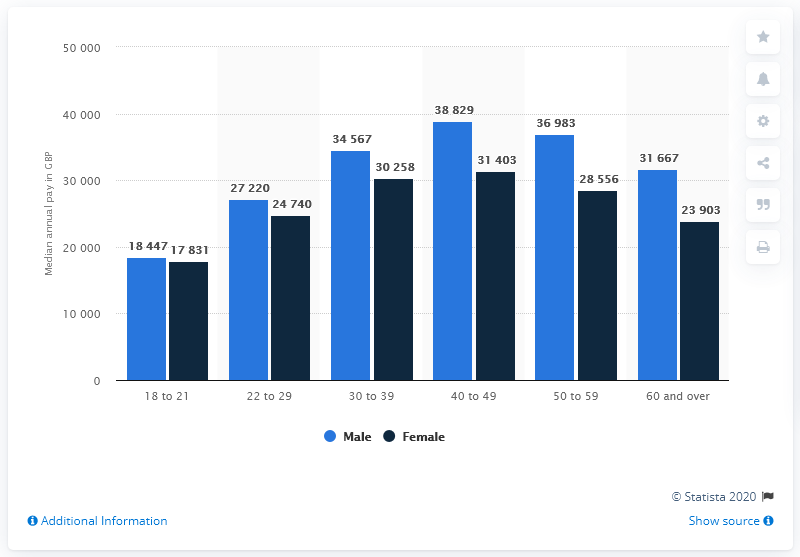 50 000
40 000
30 000
20 000
10 000
0
Median annual pay in GBP
18 447 17 831
27 220 24 740
34 567 30 258
38 829 31 403
36 983 28 556
31 667 23 903
18 to 21 22 to 29 30 to 39 40 to 49 50 to 59 60 and over
Male Female
© Statista 2020
Additional Information Show source